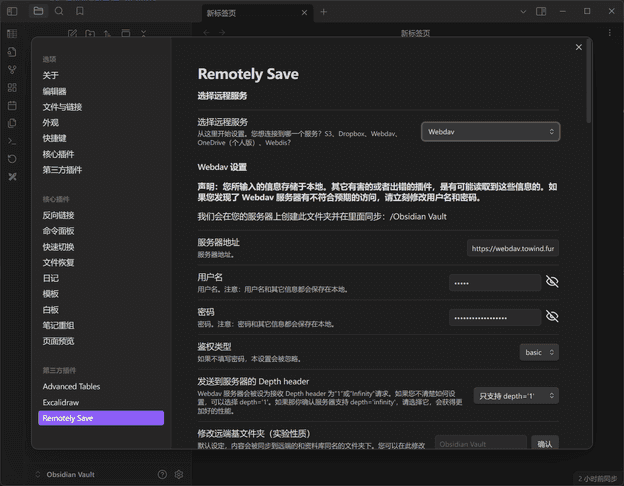 新标签页
新标签页
选项
关于
编辑器
文件与链接
外观
快捷键
核心插件
第三方插件
核心插件
反向链接
命令面板
快速切换
文件恢复
日记
模板
白板
笔记重组
页面预览
第三方插件
Advanced Tables
Excalidraw
Remotely Save
Obsidian Vault
Remotely Save
选择远程服务
选择远程服务
从这里开始设置。您想连接到哪一个服务？S3、Dropbox、Webdav、
OneDrive（个人版）、Webdis？
Webdav
Webdav 设置
声明：您所输入的信息存储于本地。其它有害的或者出错的插件，是有可能读取到这些信息的。如
果您发现了 Webdav 服务器有不符合预期的访问，请立刻修改用户名和密码。
我们会在您的服务器上创建此文件夹并在里面同步：/Obsidian Vault
服务器地址
服务器地址。
https://webdav.towind.fur
用户名
用户名。注意：用户名和其它信息都会保存在本地。
密码
密码。注意：密码和其它信息都会保存在本地。
鉴权类型
如果不填写密码，本设置会被忽略。
basic
发送到服务器的 Depth header
Webdav 服务器会被设为接收 Depth header 为"1"或"infinity"请求。如果您不清楚如何设
置，可以选择 depth='1'。如果那你确认服务器支持 depth='infinity'，请选择它，会获得更
加好的性能。
只支持 depth='1'
修改远端基文件夹（实验性质）
默认设定，内容会被同步到远端的和资料库同名的文件夹下。您可以在此修改
Obsidian Vault
确认
2 小时前同步